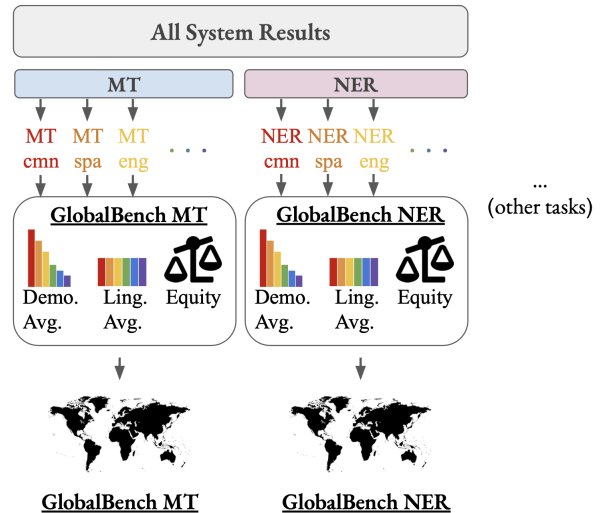 All System Results
MT
NER
MT MT MT
cmn spa eng
NER NER NER
cmn spa eng
...
(other tasks)
GlobalBench MT
Demo. Avg.
Ling. Avg.
Equity
GlobalBench NER
Demo. Avg.
Ling. Avg.
Equity
GlobalBench MT
GlobalBench NER